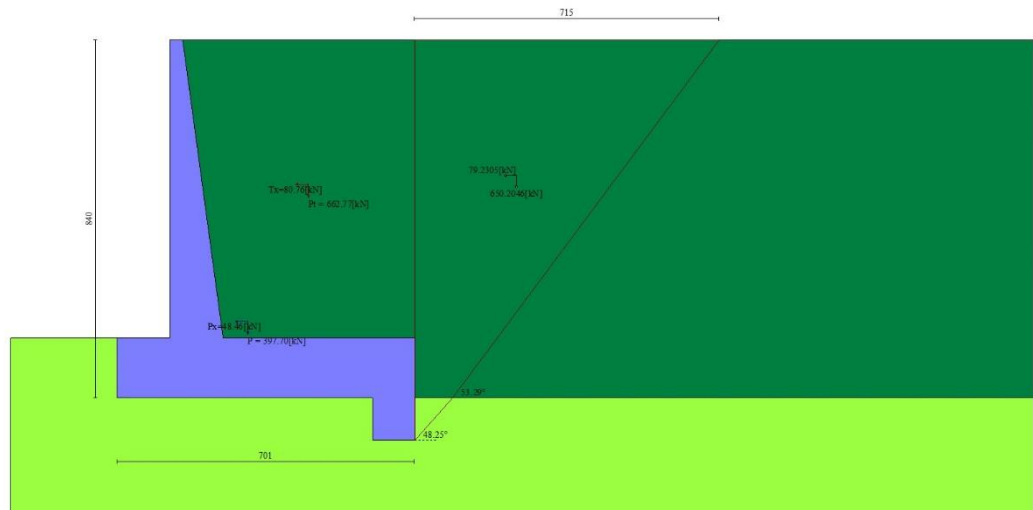 715
79.2305[kN]
650.2046[kN]
Tx=80.76[kN]
Pt = 662.77[kN]
840
Px=48.46[kN]
P = 397.70[kN]
53.29°
48.25°
701